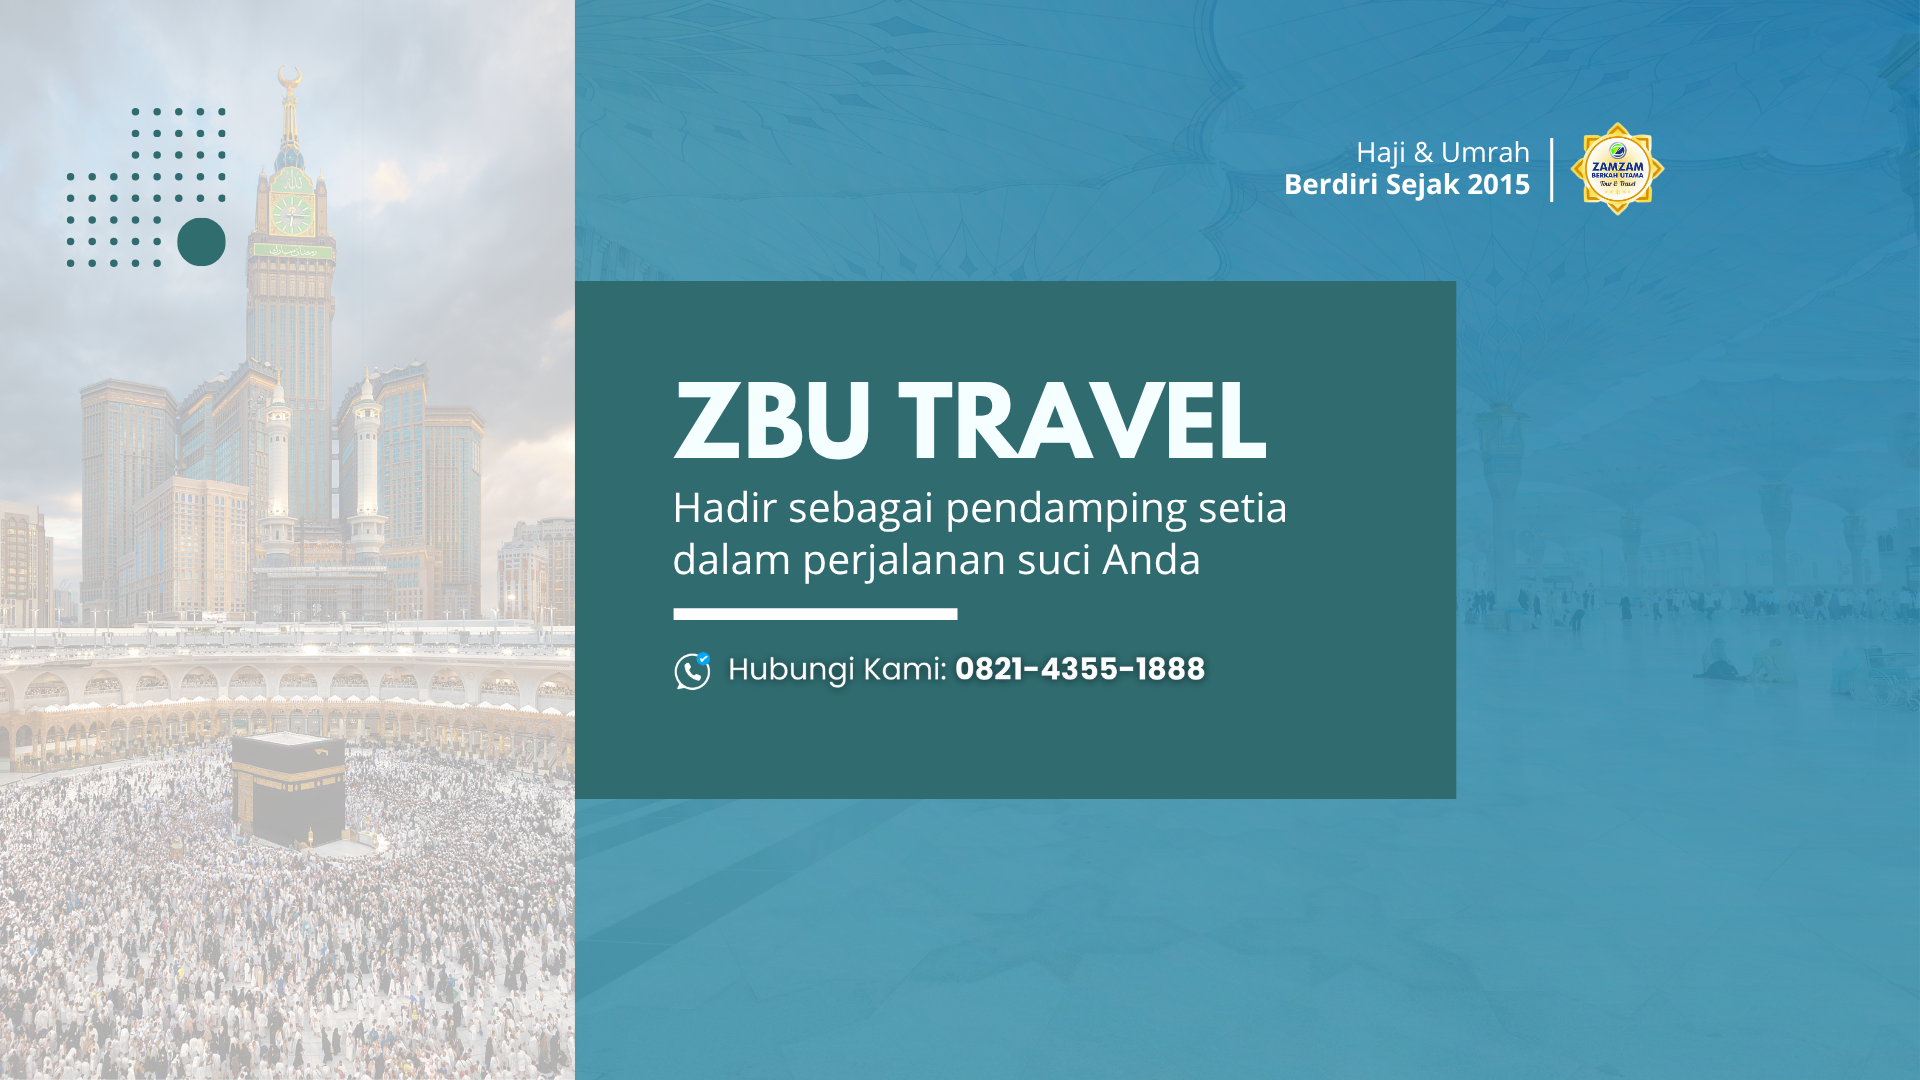 Haji & Umrah
Berdiri Sejak 2015
ZAMZAM
BERKAH UTAMA
Tour & Travel
ZBU TRAVEL
Hadir sebagai pendamping setia
dalam perjalanan suci Anda
Hubungi Kami: 0821-4355-1888